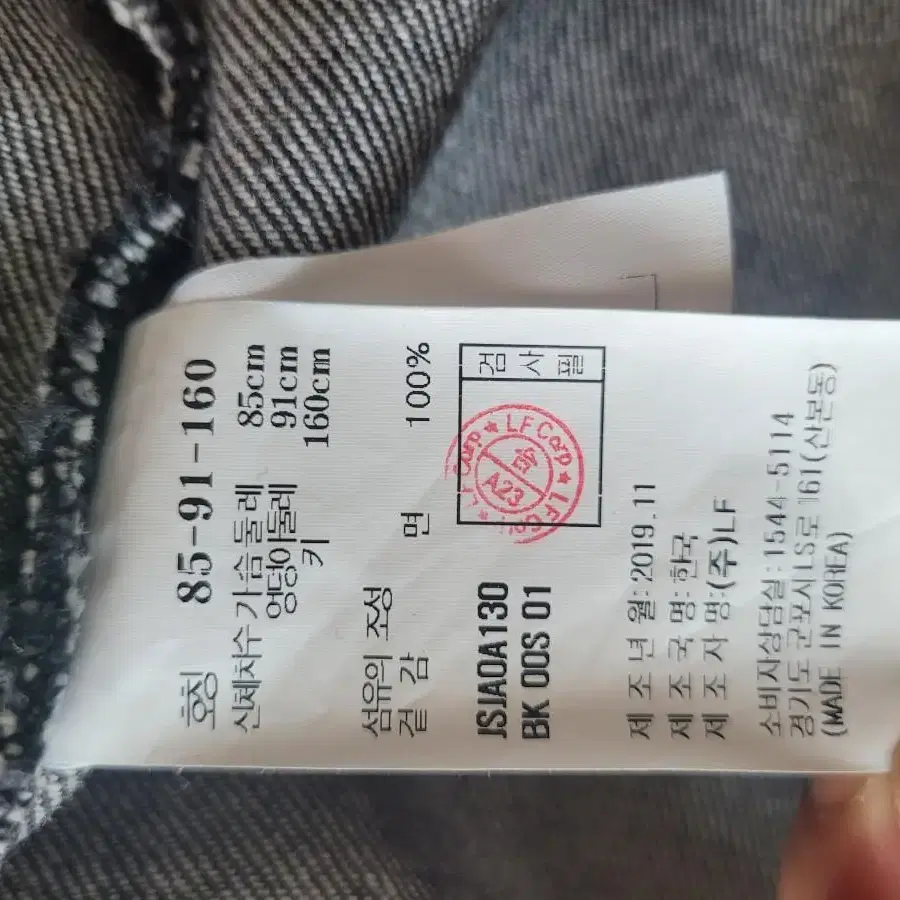 호칭 85-91-160
신체치수 가슴둘레 85cm
엉덩이둘레 91cm
키 160cm
섬유의 조성
겉감 면 100%
JSJA0A130
BK 00S 01
검사필
LF Corp ★ LF Corp ★
A23
제조년월:2019.11
제조국명:한국
제조자명:(주)LF
소비자상담실:1544-5114
경기도 군포시LS로 161(산본동)
(MADE IN KOREA)